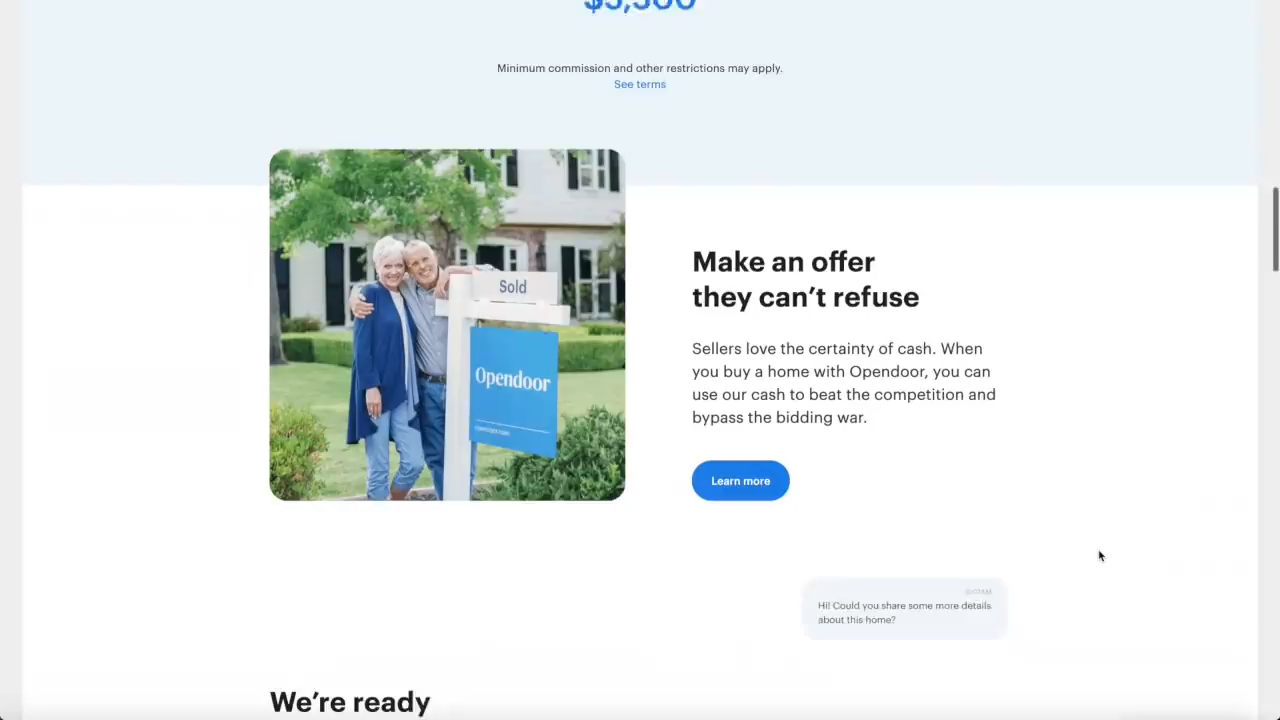 Minimum commission and other restrictions may apply.
See terms
Sold
Opendoor
Make an offer
they can’t refuse
Sellers love the certainty of cash. When
you buy a home with Opendoor, you can
use our cash to beat the competition and
bypass the bidding war.
Learn more
Hi! Could you share some more details
about this home?
We’re ready